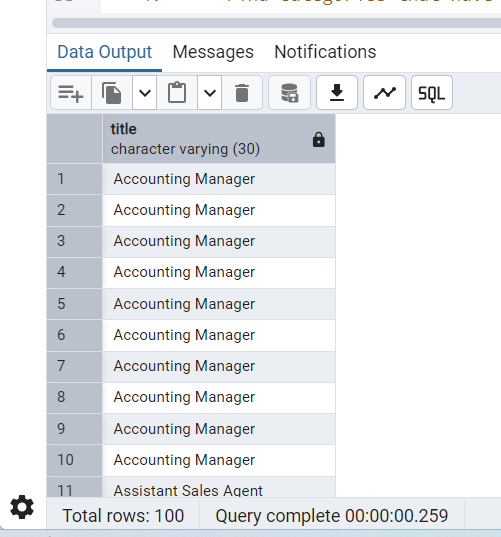 Data Output Messages Notifications
SQL
title
character varying (30)
1 Accounting Manager
2 Accounting Manager
3 Accounting Manager
4 Accounting Manager
5 Accounting Manager
6 Accounting Manager
7 Accounting Manager
8 Accounting Manager
9 Accounting Manager
10 Accounting Manager
11 Assistant Sales Agent
Total rows: 100 Query complete 00:00:00.259